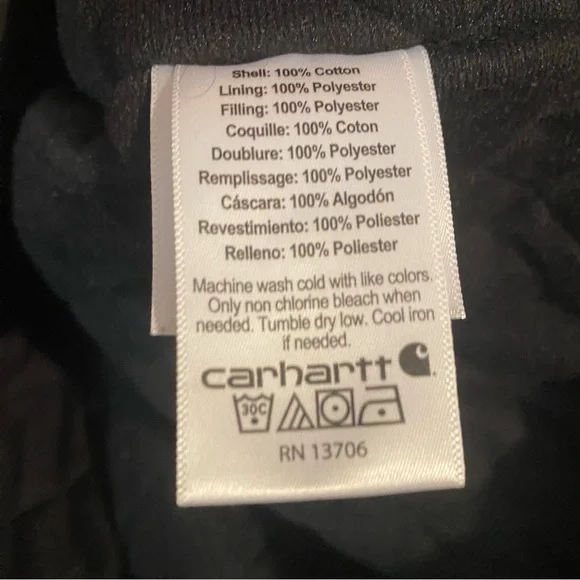 Shell: 100% Cotton
Lining: 100% Polyester
Filling: 100% Polyester
Coquille: 100% Coton
Doublure: 100% Polyester
Remplissage: 100% Polyester
Cáscara: 100% Algodón
Revestimiento: 100% Poliester
Relleno: 100% Poliester
Machine wash cold with like colors.
Only non chlorine bleach when
needed. Tumble dry low. Cool iron
if needed.
carhartt
30C
RN 13706